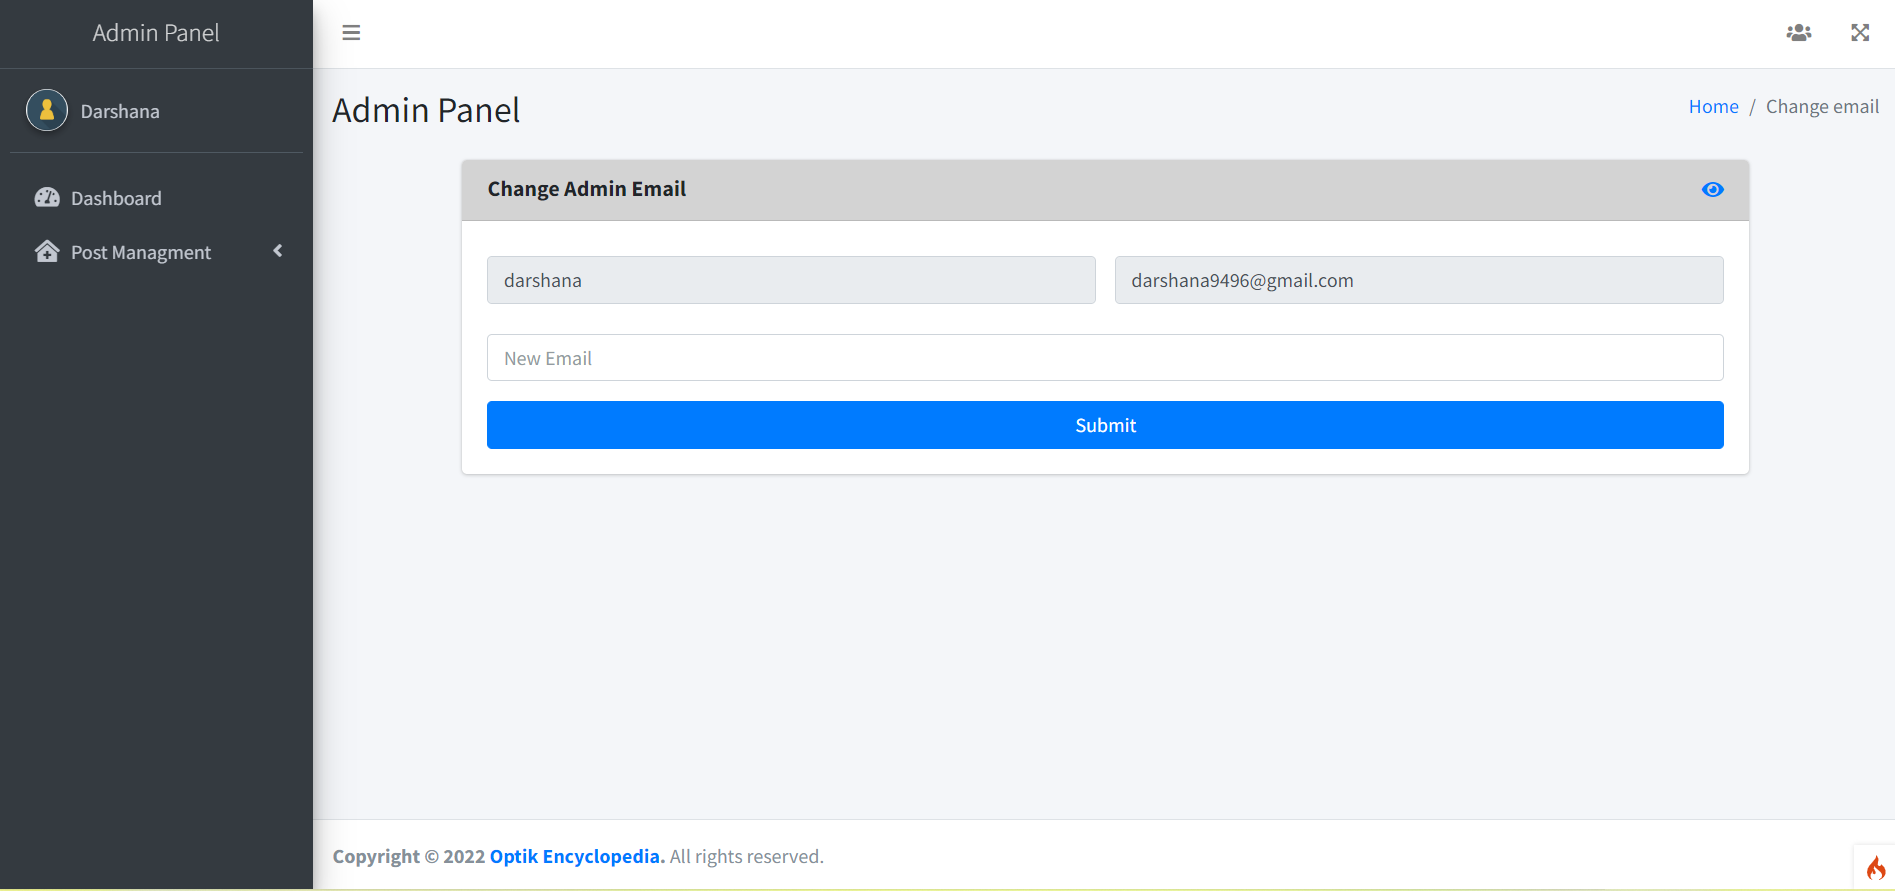 Admin Panel
Darshana
Dashboard
Post Managment
Admin Panel
Home / Change email
Change Admin Email
darshana
darshana9496@gmail.com
New Email
Submit
Copyright © 2022 Optik Encyclopedia. All rights reserved.